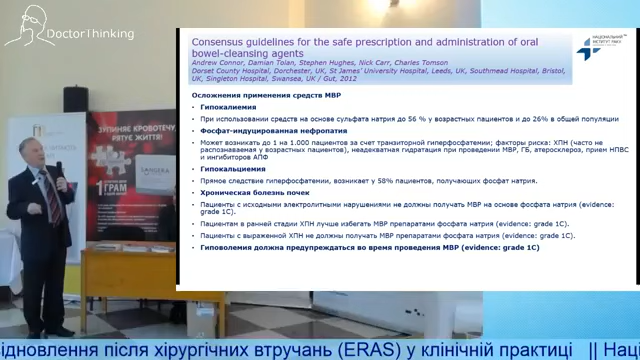 DoctorThinking
Consensus guidelines for the safe prescription and administration of oral
bowel-cleansing agents
Andrew Connor, Damian Tolan, Stephen Hughes, Nick Carr, Charles Tomson
Dorset County Hospital, Dorchester, UK, St James' University Hospital, Leeds, UK, Southmead Hospital, Bristol,
UK, Singleton Hospital, Swansea, UK / Gut, 2012
НАЦІОНАЛЬНИЙ
ІНСТИТУТ РАКУ
Осложнения применения средств МВР
• Гипокалиемия
• При использовании средств на основе сульфата натрия до 56 % у возрастных пациентов и до 26% в общей популяции
• Фосфат-индуцированная нефропатия
• Может возникать до 1 на 1.000 пациентов за счет транзиторной гиперфосфатемии; факторы риска: ХПН (часто не
распознаваемая у возрастных пациентов), неадекватная гидратация при проведении МВР, ГБ, атеросклероз, прием НПВС
и ингибиторов АПФ
• Гипокальциемия
• Прямое следствие гиперфосфатемии, возникает у 58% пациентов, получающих фосфат натрия.
• Хроническая болезнь почек
• Пациенты с исходными электролитными нарушениями не должны получать МВР на основе фосфата натрия (evidence:
grade 1C).
• Пациентам в ранней стадии ХПН лучше избегать МВР препаратами фосфата натрия (evidence: grade 1C).
• Пациенты с выраженной ХПН не должны получать МВР препаратами фосфата натрия (evidence: grade 1C).
• Гиповолемия должна предупреждаться во время проведения МВР (evidence: grade 1C)
ЗУПИНЯЄ КРОВОТЕЧУ,
РЯТУЄ ЖИТТЯ!
1 ГРАМ
SANGERA
ідновлення після хірургічних втручань (ERAS) у клінічній практиці || Нац